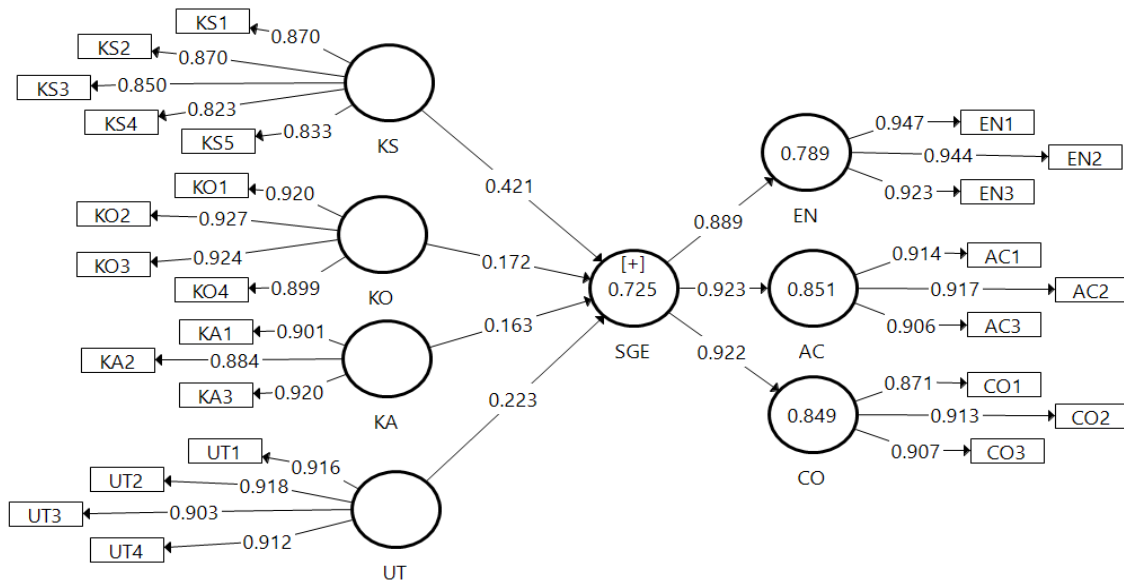 KS1
0.870
KS2
0.870
KS3
0.850
KS4
0.823
KS5
0.833
KS
0.421
KO1
0.920
KO2
0.927
KO3
0.924
KO4
0.899
KO
0.172
KA1
0.901
KA2
0.884
KA3
0.920
KA
0.163
UT1
0.916
UT2
0.918
UT3
0.903
UT4
0.912
UT
0.223
[+]
0.725
SGE
0.889
0.923
0.922
0.789
EN
0.947
EN1
0.944
EN2
0.923
EN3
0.851
AC
0.914
AC1
0.917
AC2
0.906
AC3
0.849
CO
0.871
CO1
0.913
CO2
0.907
CO3